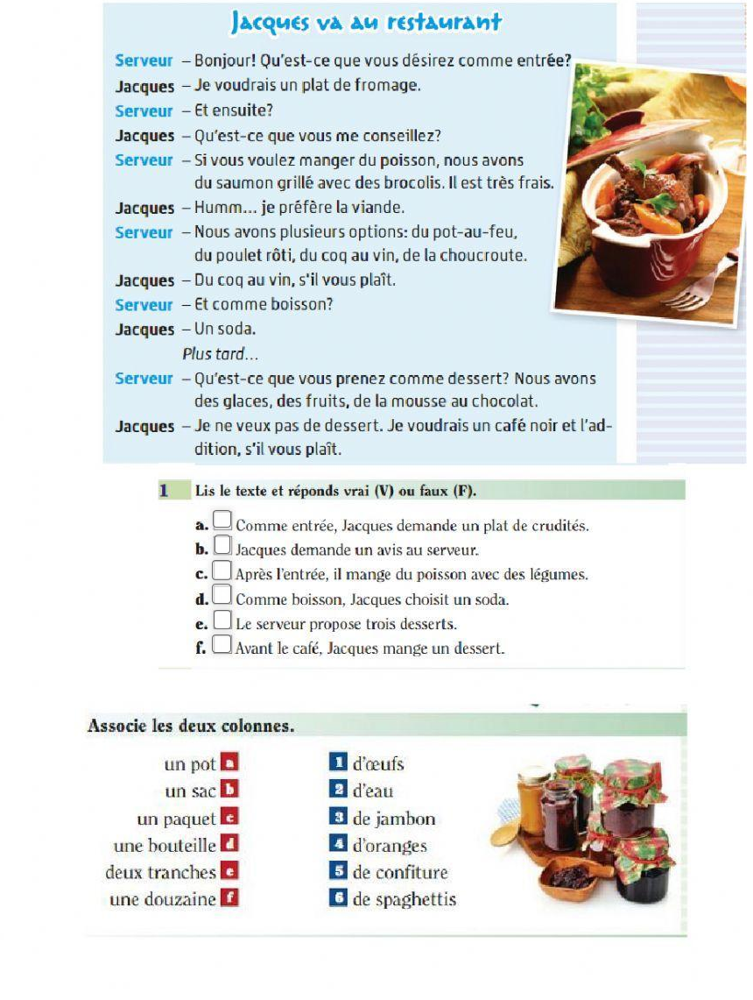 Jacques va au restaurant
Serveur – Bonjour! Qu'est-ce que vous désirez comme entrée?
Jacques – Je voudrais un plat de fromage.
Serveur – Et ensuite?
Jacques – Qu'est-ce que vous me conseillez?
Serveur – Si vous voulez manger du poisson, nous avons
du saumon grillé avec des brocolis. Il est très frais.
Jacques – Humm... je préfère la viande.
Serveur – Nous avons plusieurs options: du pot-au-feu,
du poulet rôti, du coq au vin, de la choucroute.
Jacques – Du coq au vin, s'il vous plaît.
Serveur – Et comme boisson?
Jacques – Un soda.
Plus tard...
Serveur – Qu'est-ce que vous prenez comme dessert? Nous avons
des glaces, des fruits, de la mousse au chocolat.
Jacques – Je ne veux pas de dessert. Je voudrais un café noir et l'ad-
dition, s'il vous plaît.
1 Lis le texte et réponds vrai (V) ou faux (F).
a. Comme entrée, Jacques demande un plat de crudités.
b. Jacques demande un avis au serveur.
c. Après l'entrée, il mange du poisson avec des légumes.
d. Comme boisson, Jacques choisit un soda.
e. Le serveur propose trois desserts.
f. Avant le café, Jacques mange un dessert.
Associe les deux colonnes.
un pot a 1 d'œufs
un sac b 2 d'eau
un paquet c 3 de jambon
une bouteille d 4 d'oranges
deux tranches e 5 de confiture
une douzaine f 6 de spaghettis